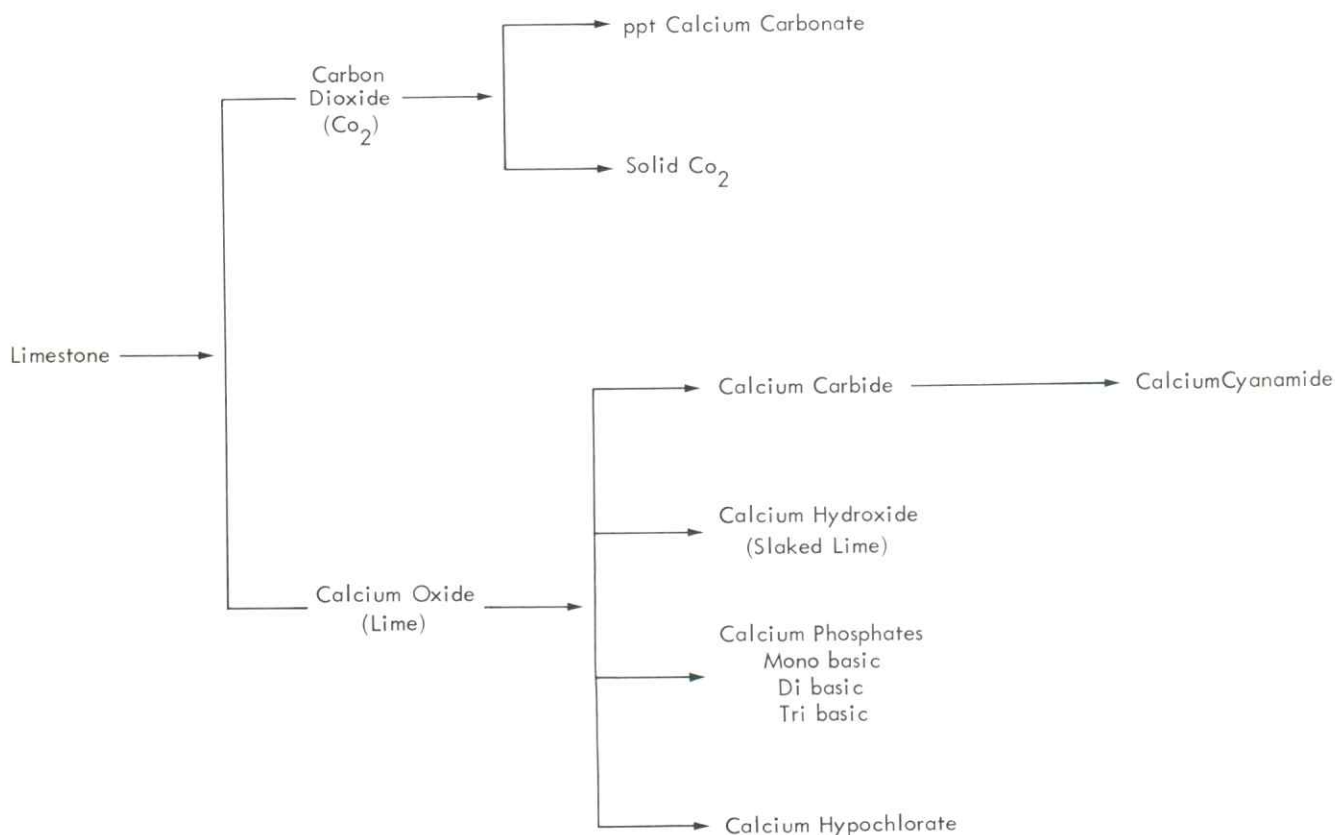 ppt Calcium Carbonate
Carbon
Dioxide
(Co2)
Solid Co2
Limestone
Calcium Carbide
CalciumCyanamide
Calcium Hydroxide
(Slaked Lime)
Calcium Oxide
(Lime)
Calcium Phosphates
Mono basic
Di basic
Tri basic
Calcium Hypochlorate